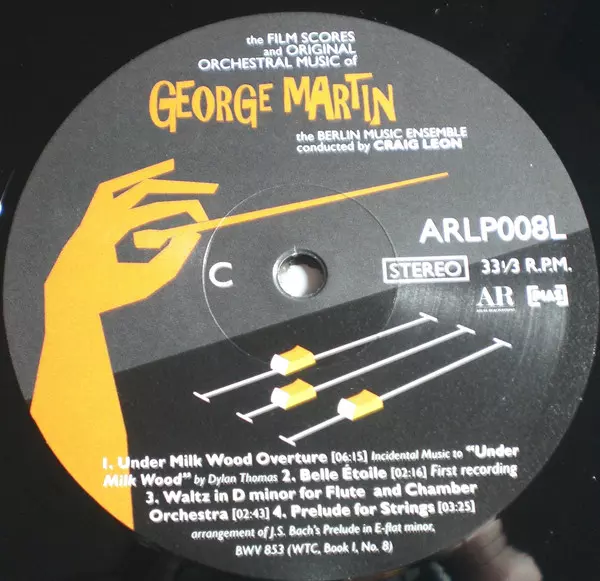 the FILM SCORES
and ORIGINAL
ORCHESTRAL MUSIC of
GEORGE MARTIN
the BERLIN MUSIC ENSEMBLE
conducted by CRAIG LEON
ARLP008L
C
STEREO 33⅓ R.P.M.
AR
1. Under Milk Wood Overture [06:15] Incidental Music to "Under
Milk Wood" by Dylan Thomas 2. Belle Étoile [02:16] First recording
3. Waltz in D minor for Flute and Chamber
Orchestra [02:43] 4. Prelude for Strings [03:25]
arrangement of J.S. Bach's Prelude in E-flat minor,
BWV 853 (WTC, Book I, No. 8)